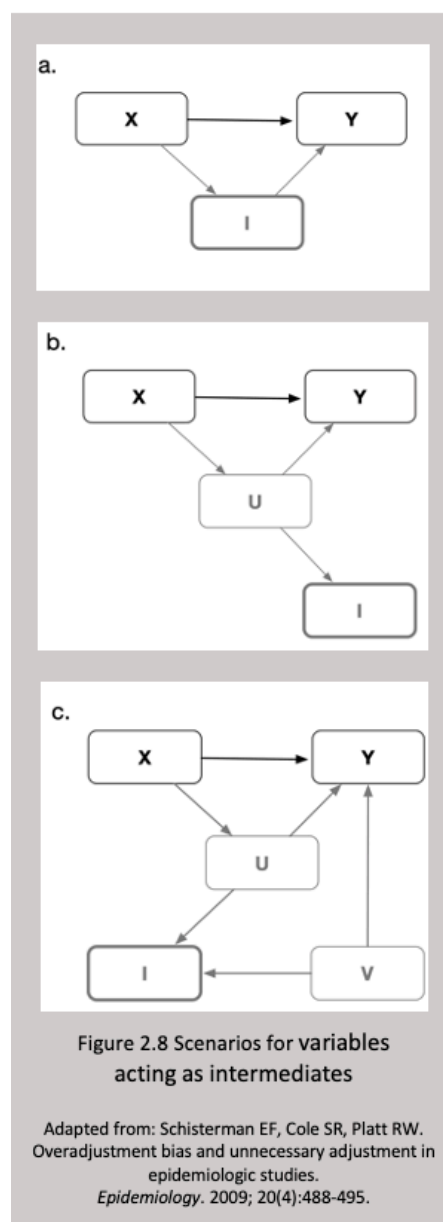 a.
X
Y
I
b.
X
Y
U
I
c.
X
Y
U
I
V
Figure 2.8 Scenarios for variables
acting as intermediates
Adapted from: Schisterman EF, Cole SR, Platt RW.
Overadjustment bias and unnecessary adjustment in
epidemiologic studies.
Epidemiology. 2009; 20(4):488-495.